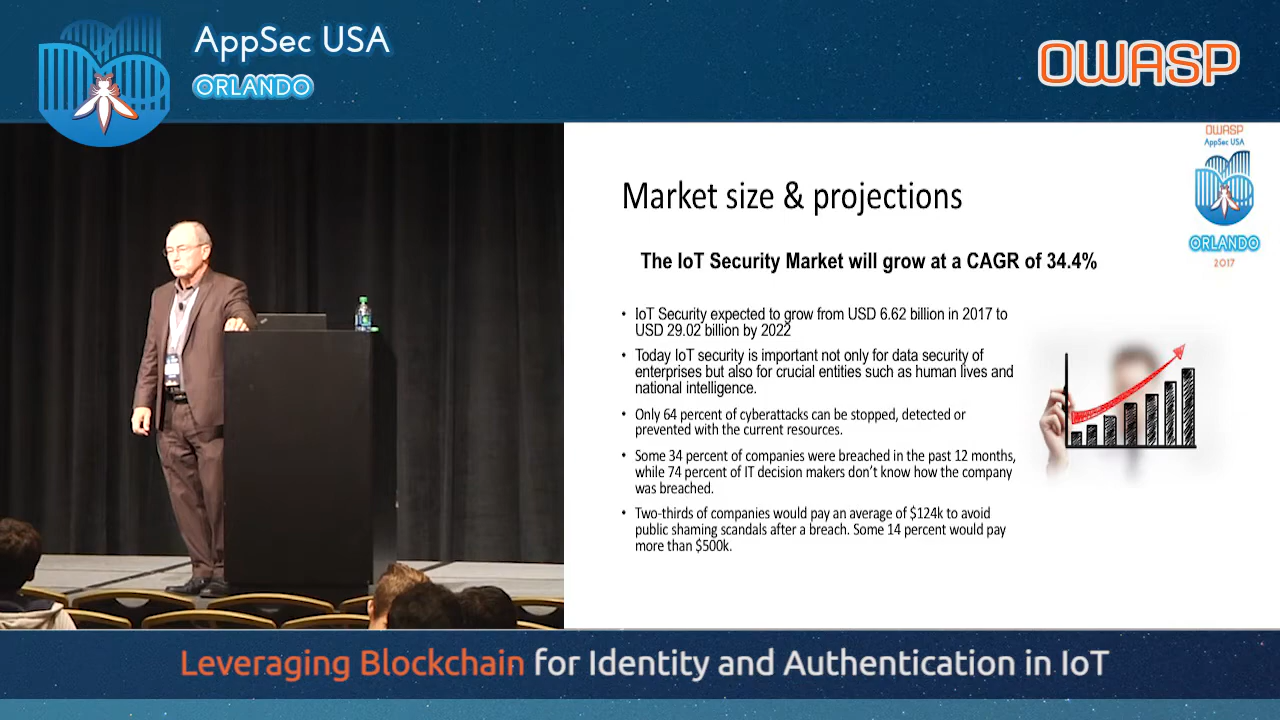 AppSec USA
ORLANDO
OWASP
OWASP
AppSec USA
ORLANDO
2017
Market size & projections
The IoT Security Market will grow at a CAGR of 34.4%
• IoT Security expected to grow from USD 6.62 billion in 2017 to
USD 29.02 billion by 2022
• Today IoT security is important not only for data security of
enterprises but also for crucial entities such as human lives and
national intelligence.
• Only 64 percent of cyberattacks can be stopped, detected or
prevented with the current resources.
• Some 34 percent of companies were breached in the past 12 months,
while 74 percent of IT decision makers don’t know how the company
was breached.
• Two-thirds of companies would pay an average of $124k to avoid
public shaming scandals after a breach. Some 14 percent would pay
more than $500k.
Leveraging Blockchain for Identity and Authentication in IoT